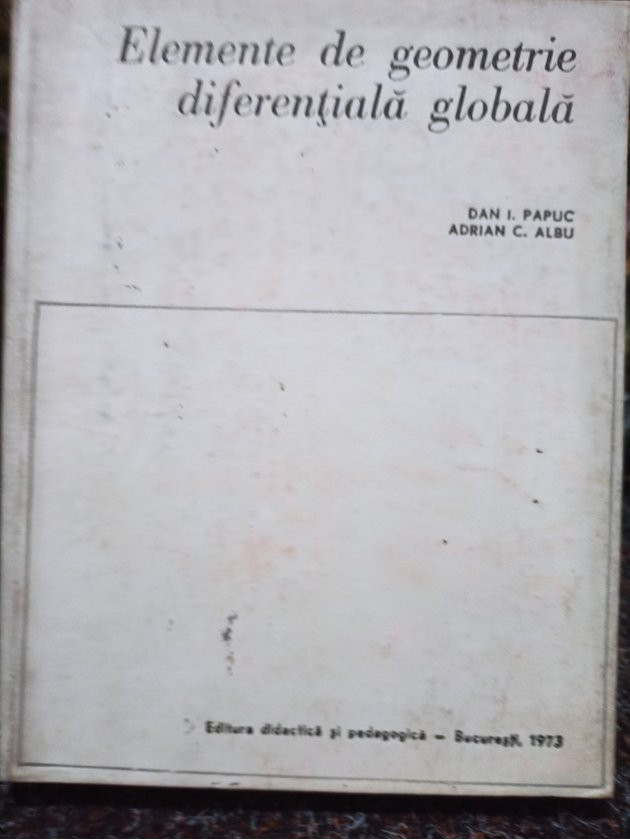 Elemente de geometrie
diferenţială globală
DAN I. PAPUC
ADRIAN C. ALBU
Editura didactică şi pedagogică – Bucureşti, 1973